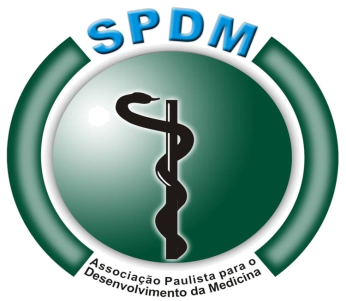 SPDM
Associação Paulista para o
Desenvolvimento da Medicina